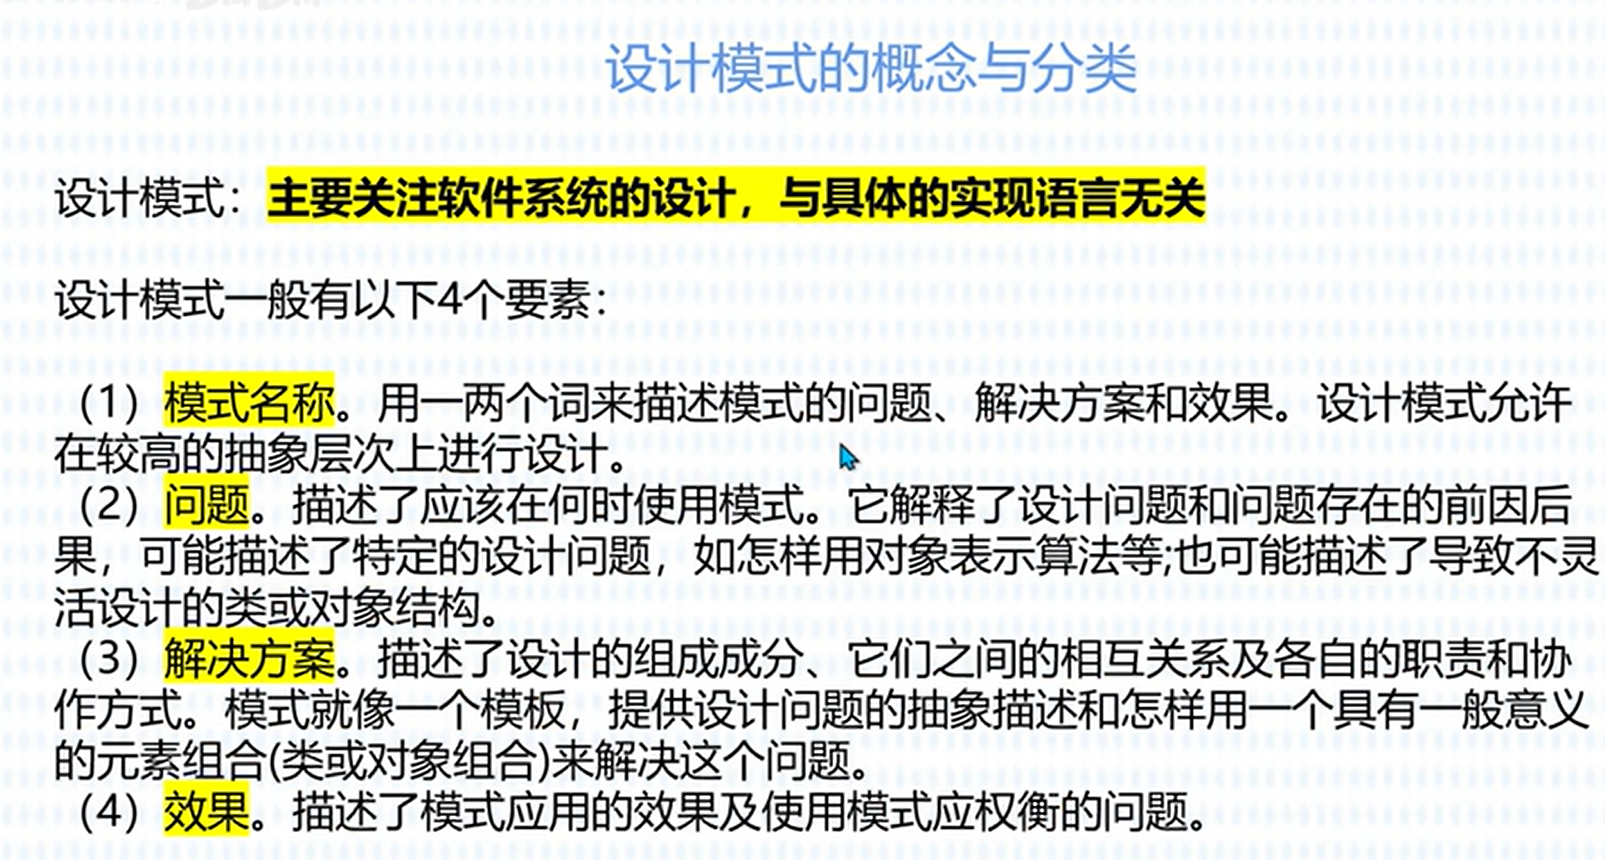 设计模式的概念与分类
设计模式：主要关注软件系统的设计，与具体的实现语言无关
设计模式一般有以下4个要素：
（1）模式名称。用一两个词来描述模式的问题、解决方案和效果。设计模式允许
在较高的抽象层次上进行设计。
（2）问题。描述了应该在何时使用模式。它解释了设计问题和问题存在的前因后
果，可能描述了特定的设计问题，如怎样用对象表示算法等;也可能描述了导致不灵
活设计的类或对象结构。
（3）解决方案。描述了设计的组成成分、它们之间的相互关系及各自的职责和协
作方式。模式就像一个模板，提供设计问题的抽象描述和怎样用一个具有一般意义
的元素组合(类或对象组合)来解决这个问题。
（4）效果。描述了模式应用的效果及使用模式应权衡的问题。